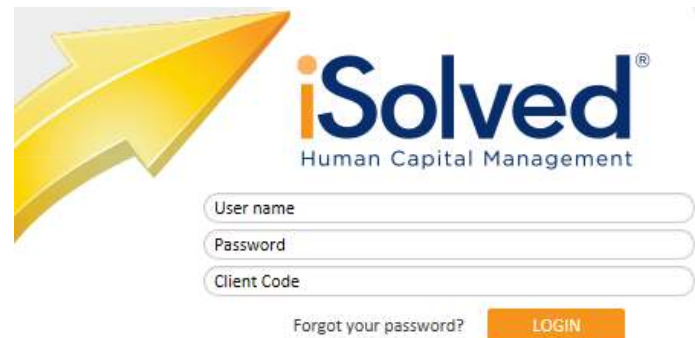 iSolved®
Human Capital Management
User name
Password
Client Code
Forgot your password? LOGIN